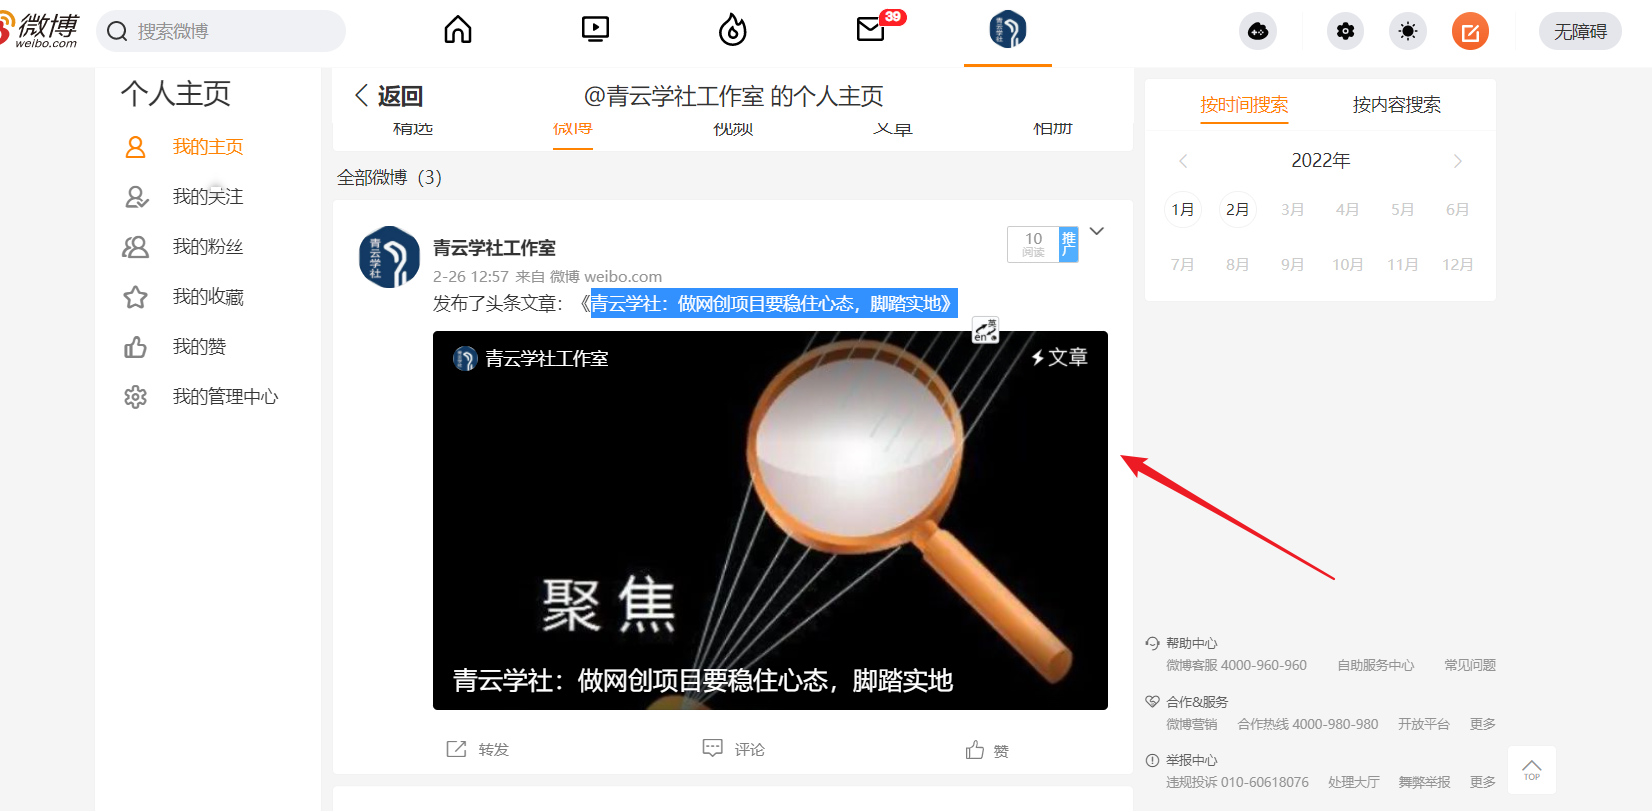 微博
weibo.com
搜索微博
39
无障碍
个人主页
我的主页
我的关注
我的粉丝
我的收藏
我的赞
我的管理中心
返回
@青云学社工作室 的个人主页
精选 微博 视频 文章 相册
全部微博（3）
青云学社
青云学社工作室
10
阅读
推广
2-26 12:57 来自 微博 weibo.com
发布了头条文章：《青云学社：做网创项目要稳住心态，脚踏实地》
英
en
青云学社工作室
文章
聚焦
青云学社：做网创项目要稳住心态，脚踏实地
转发 评论 赞
按时间搜索 按内容搜索
2022年
1月 2月 3月 4月 5月 6月
7月 8月 9月 10月 11月 12月
帮助中心
微博客服 4000-960-960 自助服务中心 常见问题
合作&服务
微博营销 合作热线 4000-980-980 开放平台 更多
举报中心
违规投诉 010-60618076 处理大厅 舞弊举报 更多
TOP